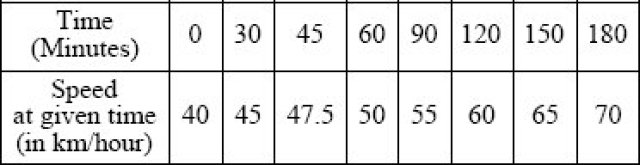 Time
(Minutes) 0 30 45 60 90 120 150 180
Speed
at given time
(in km/hour) 40 45 47.5 50 55 60 65 70